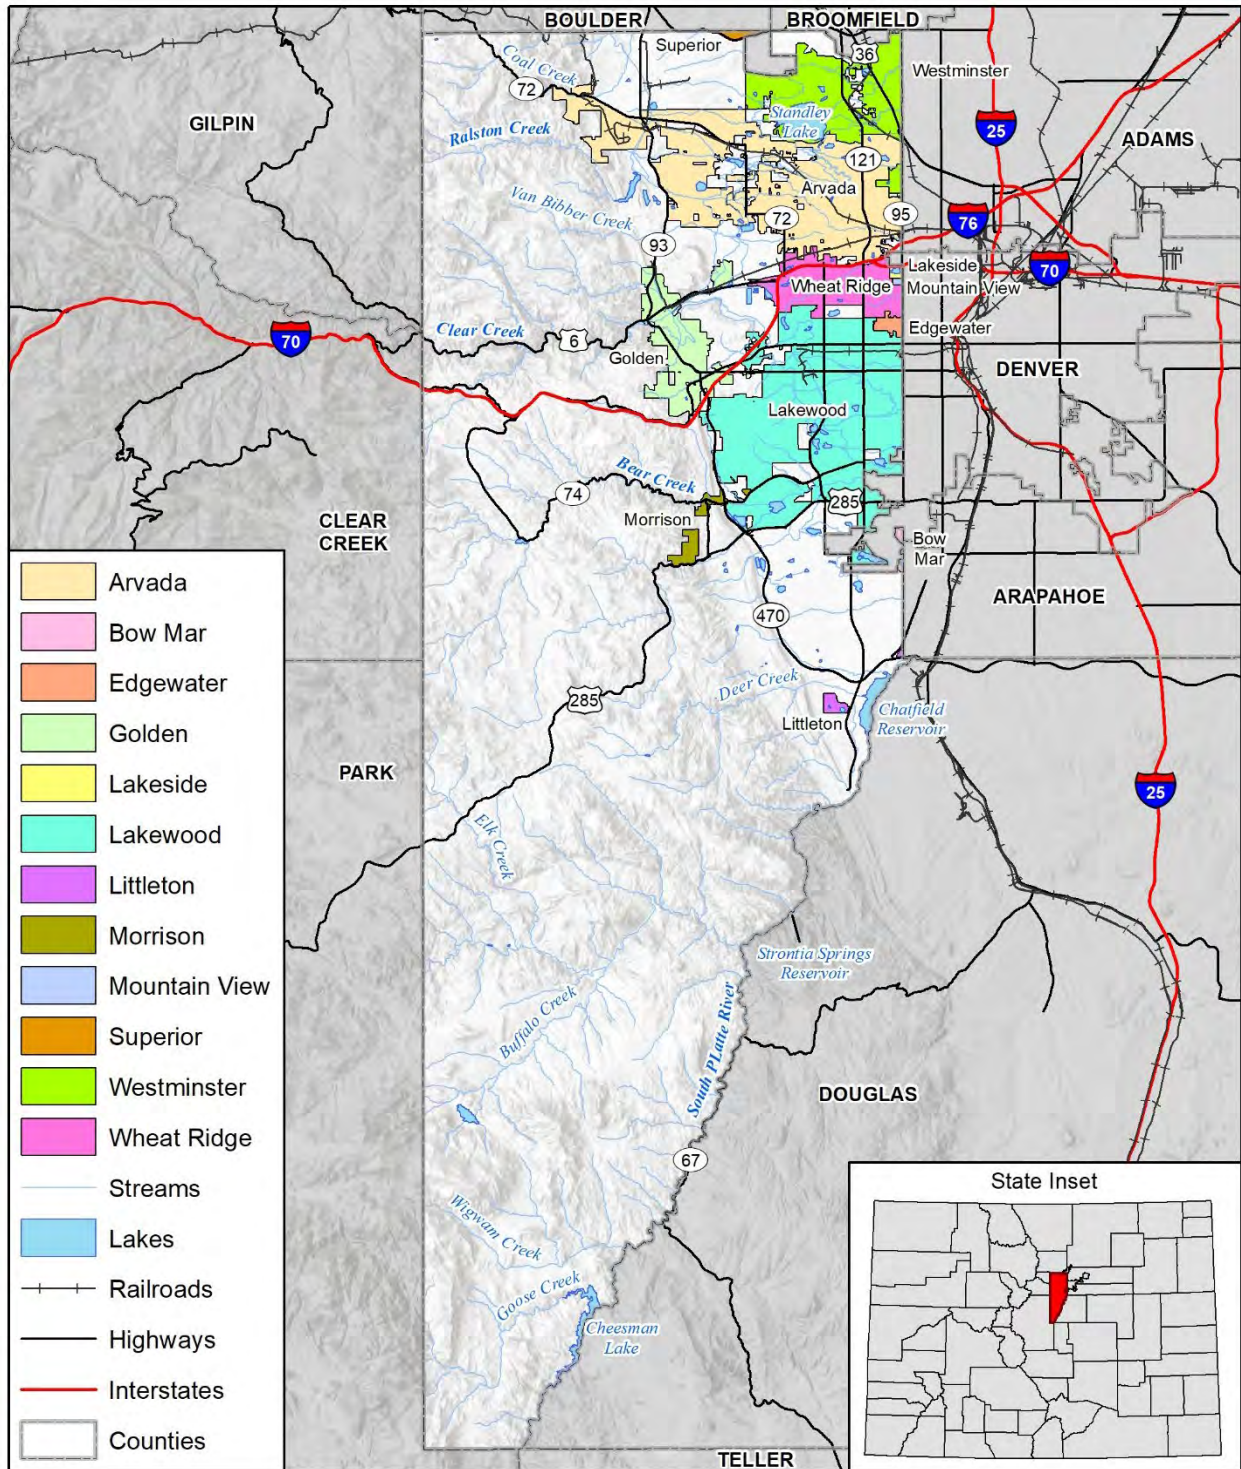 BOULDER
BROOMFIELD
Superior
36
Westminster
Coal Creek
72
GILPIN
Standley
Lake
25
Ralston Creek
ADAMS
121
Arvada
Van Bibber Creek
72
95
76
93
Lakeside
70
Wheat Ridge
Mountain View
Clear Creek
6
70
Edgewater
Golden
DENVER
Lakewood
Bear Creek
74
285
Morrison
CLEAR
CREEK
Bow
Mar
ARAPAHOE
470
Deer Creek
285
Littleton
Chatfield
Reservoir
PARK
25
Elk Creek
Strontia Springs
Reservoir
Buffalo Creek
South PLatte River
DOUGLAS
67
Wigwam Creek
Goose Creek
Cheesman
Lake
TELLER
Arvada
Bow Mar
Edgewater
Golden
Lakeside
Lakewood
Littleton
Morrison
Mountain View
Superior
Westminster
Wheat Ridge
Streams
Lakes
Railroads
Highways
Interstates
Counties
State Inset